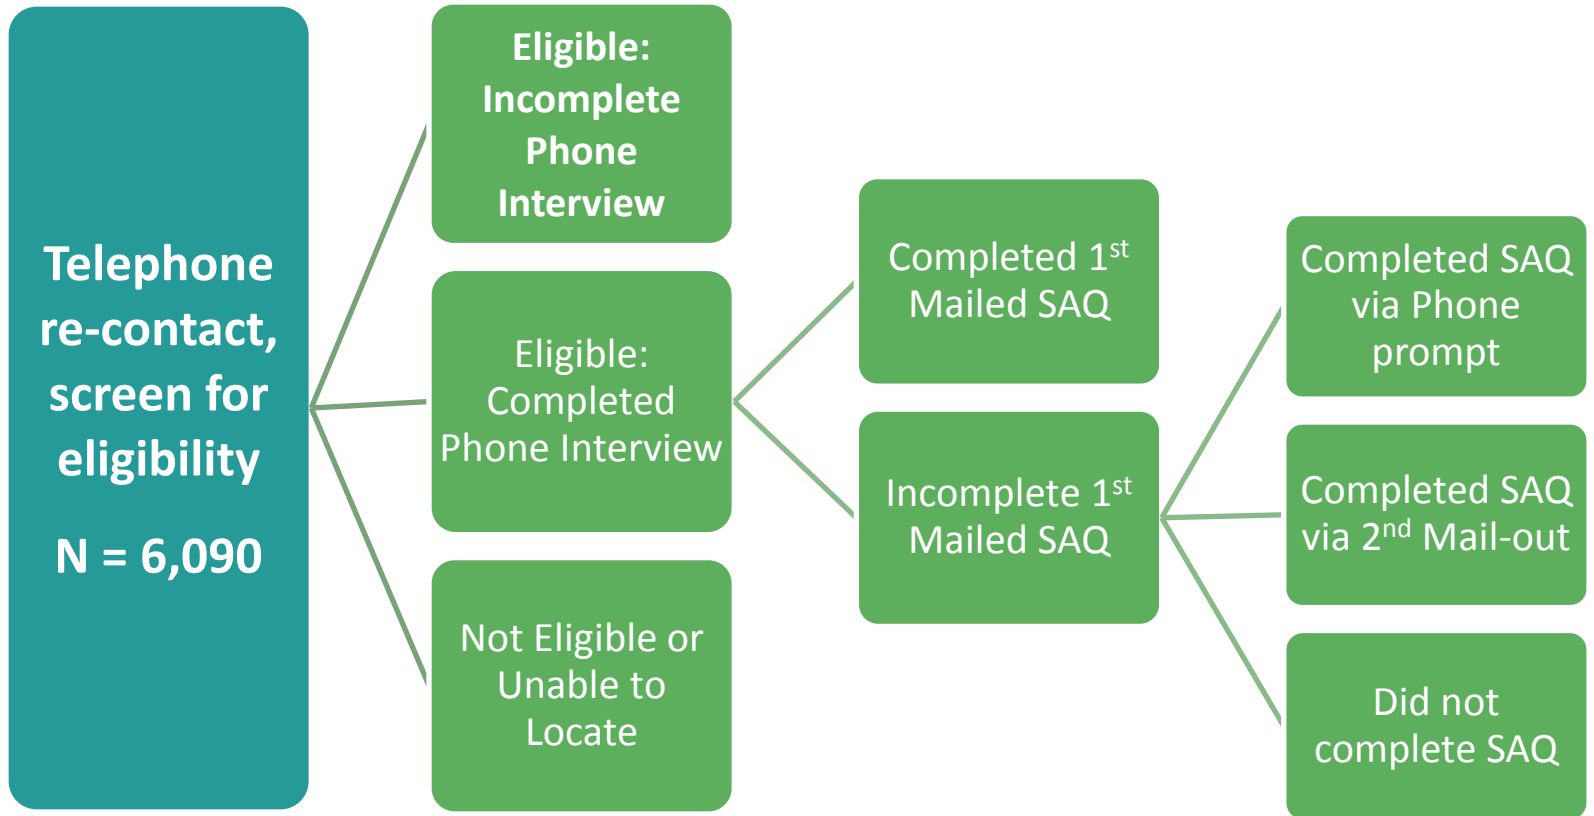 Telephone
re-contact,
screen for
eligibility
N = 6,090
Eligible:
Incomplete
Phone
Interview
Eligible:
Completed
Phone Interview
Not Eligible or
Unable to
Locate
Completed 1st
Mailed SAQ
Incomplete 1st
Mailed SAQ
Completed SAQ
via Phone
prompt
Completed SAQ
via 2nd Mail-out
Did not
complete SAQ